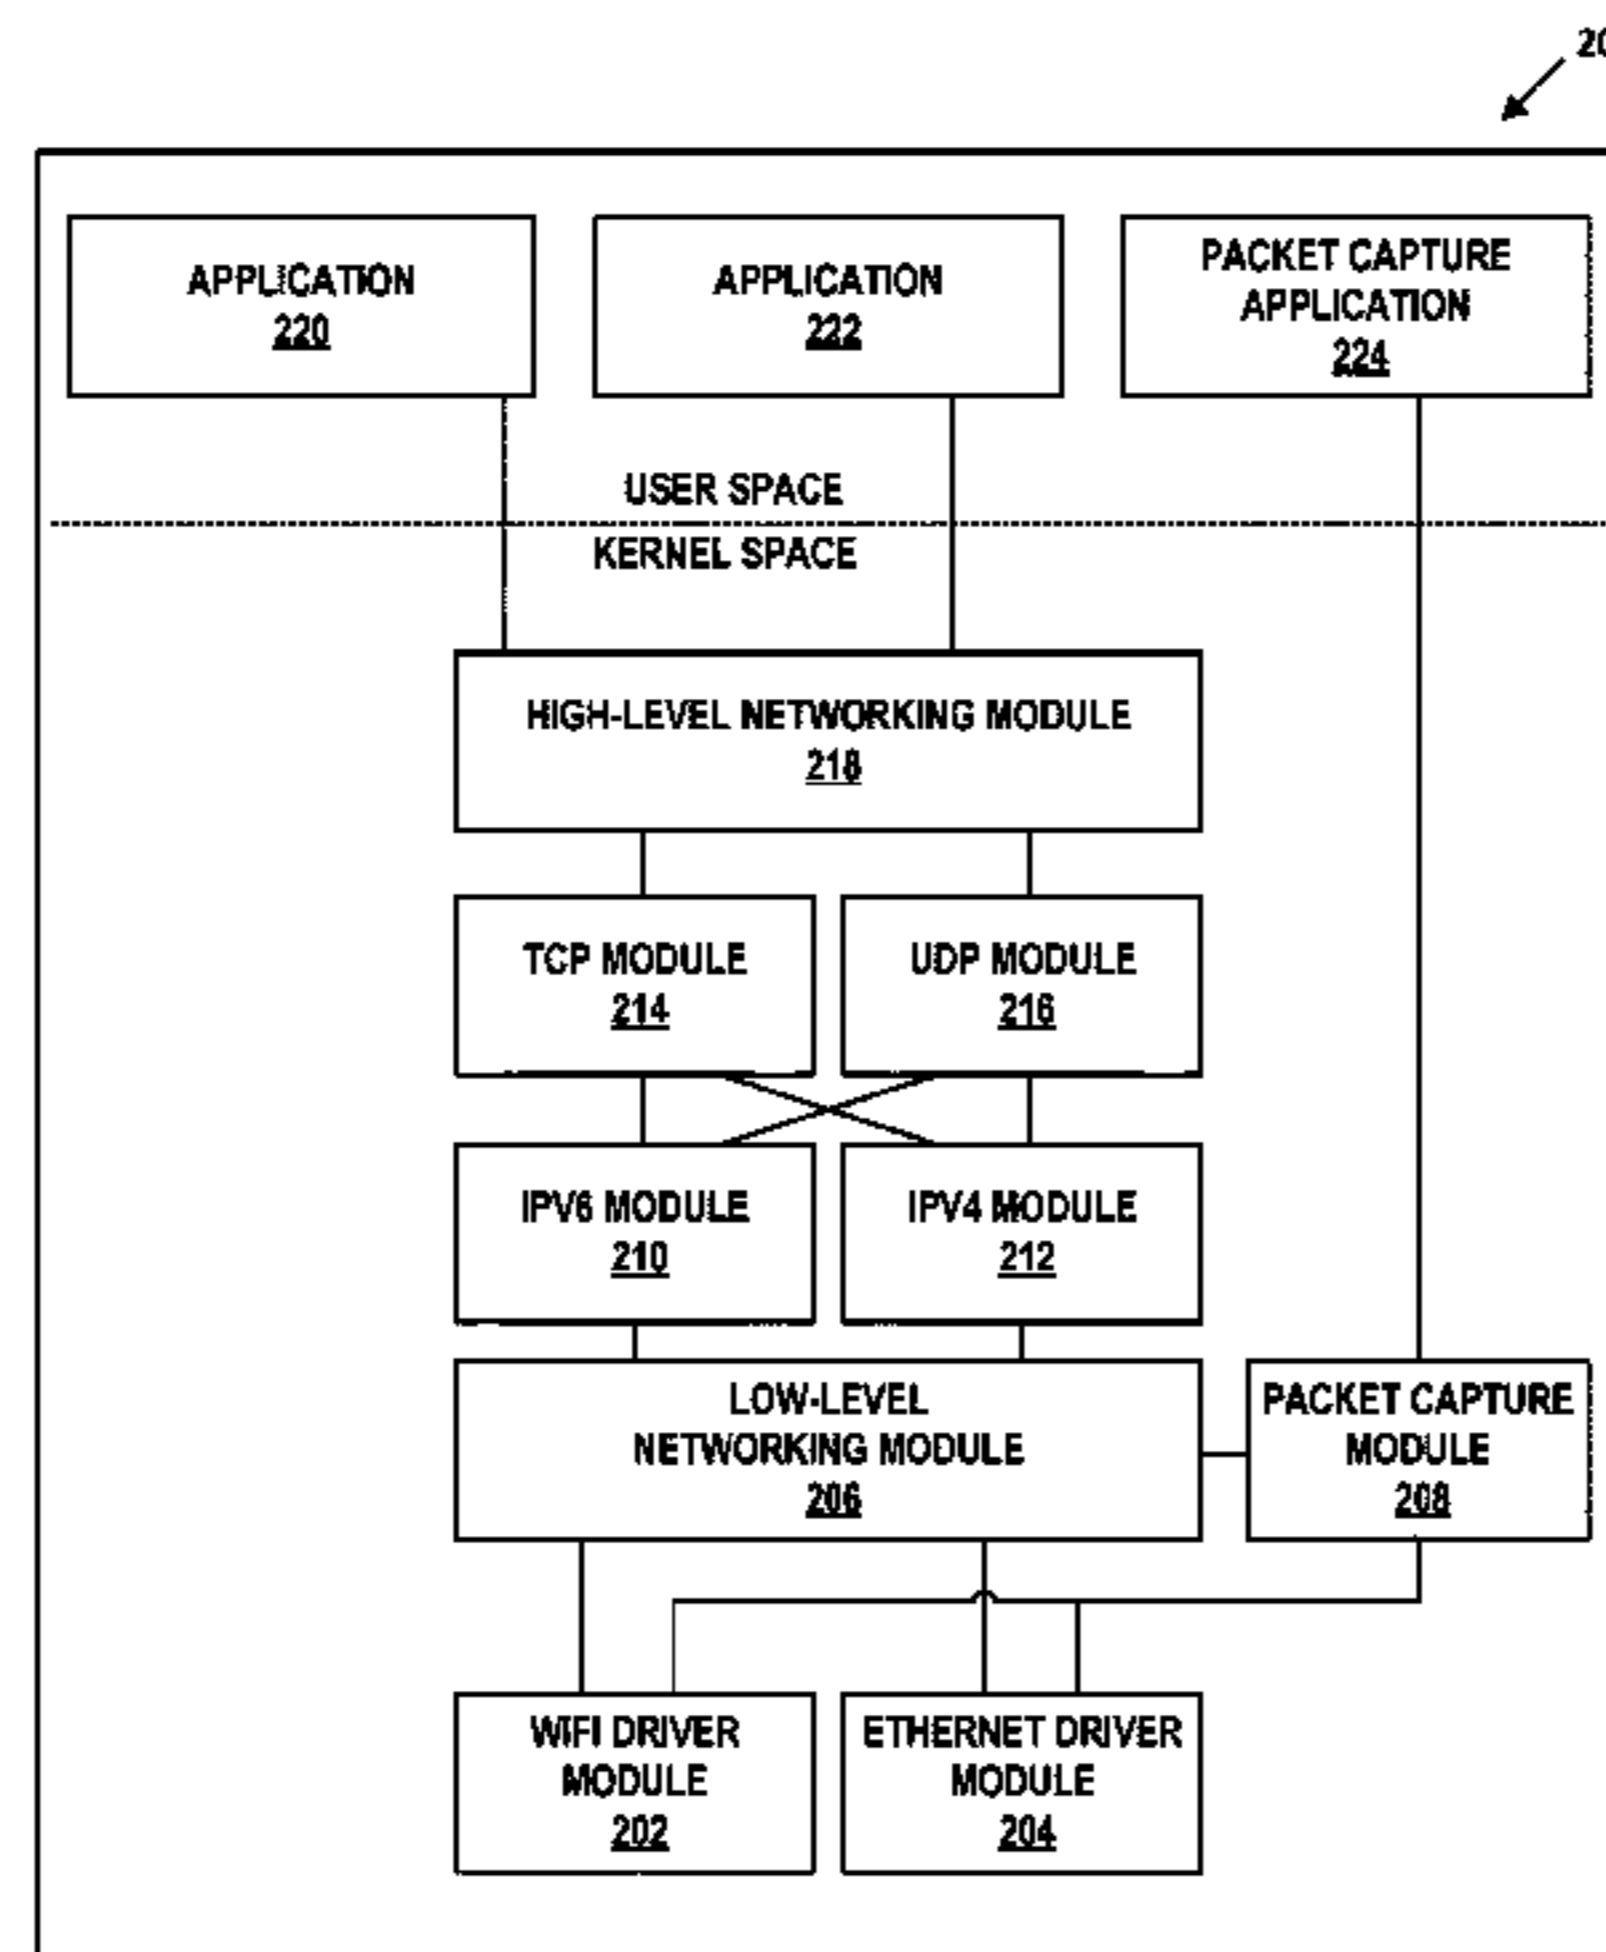 20
APPLICATION
220
APPLICATION
222
PACKET CAPTURE
APPLICATION
224
USER SPACE
KERNEL SPACE
HIGH-LEVEL NETWORKING MODULE
218
TCP MODULE
214
UDP MODULE
216
IPV6 MODULE
210
IPV4 MODULE
212
LOW-LEVEL
NETWORKING MODULE
206
PACKET CAPTURE
MODULE
208
WIFI DRIVER
MODULE
202
ETHERNET DRIVER
MODULE
204